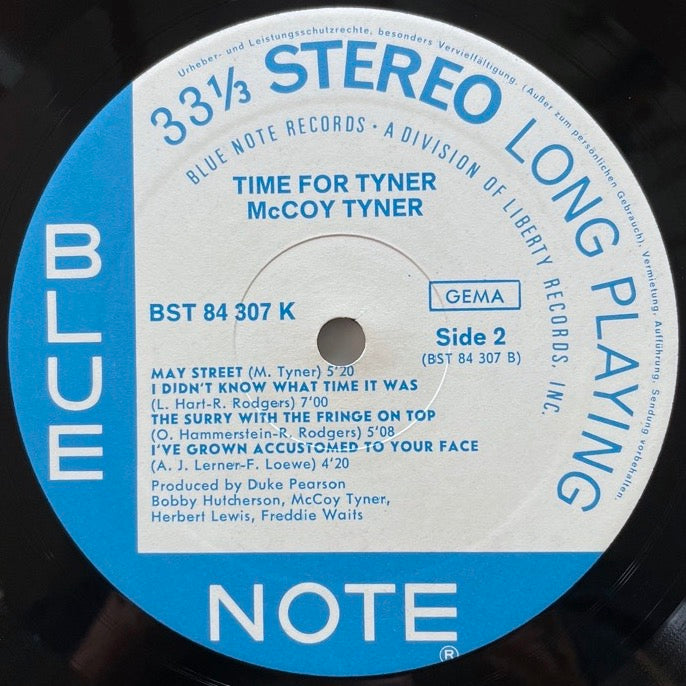 Urheber- und Leistungsschutzrechte, besonders Vervielfältigung. (Außer zum persönlichen Gebrauch), Vermietung, Aufführung, Sendung vorbehalten.
33⅓ STEREO LONG PLAYING
BLUE NOTE RECORDS · A DIVISION OF LIBERTY RECORDS, INC.
TIME FOR TYNER
McCOY TYNER
BST 84 307 K
GEMA
Side 2
(BST 84 307 B)
MAY STREET (M. Tyner) 5'20
I DIDN'T KNOW WHAT TIME IT WAS
(L. Hart-R. Rodgers) 7'00
THE SURRY WITH THE FRINGE ON TOP
(O. Hammerstein-R. Rodgers) 5'08
I'VE GROWN ACCUSTOMED TO YOUR FACE
(A. J. Lerner-F. Loewe) 4'20
Produced by Duke Pearson
Bobby Hutcherson, McCoy Tyner,
Herbert Lewis, Freddie Waits
BLUE
NOTE
®